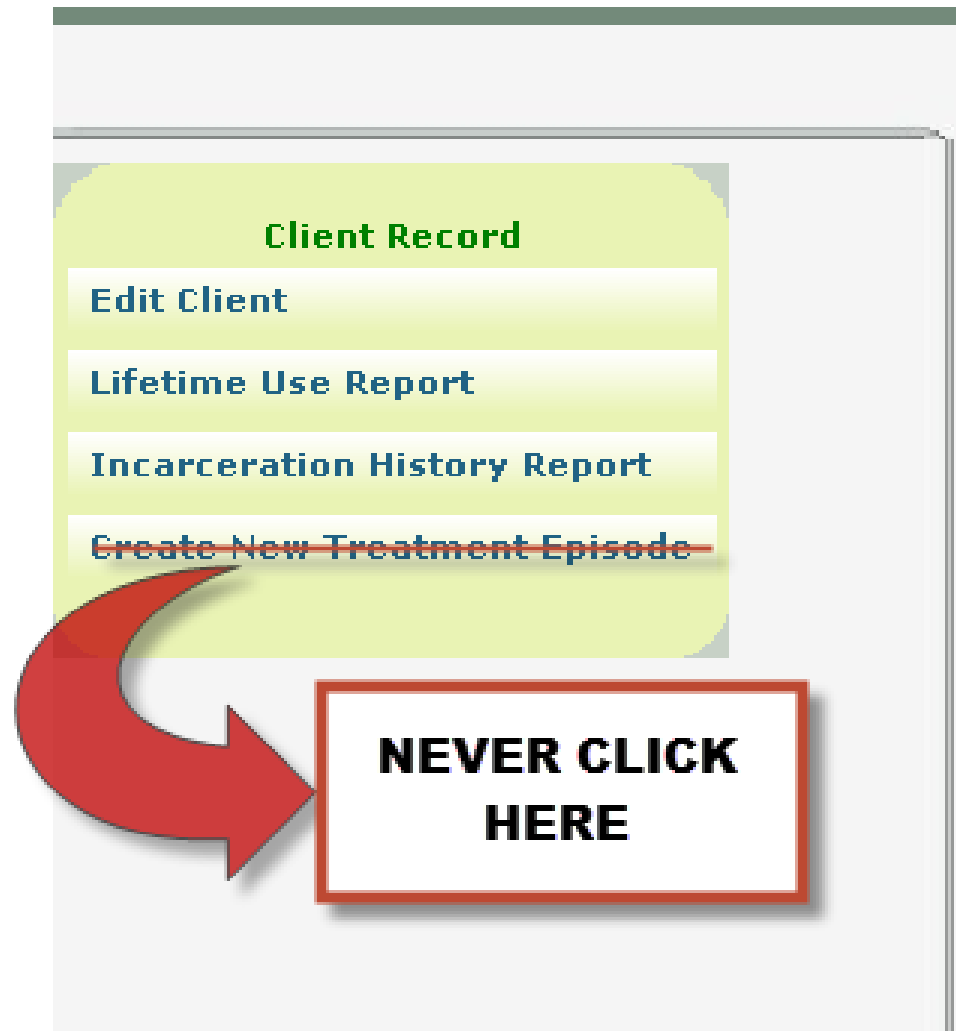 Client Record
Edit Client
Lifetime Use Report
Incarceration History Report
Create New Treatment Episode
NEVER CLICK
HERE